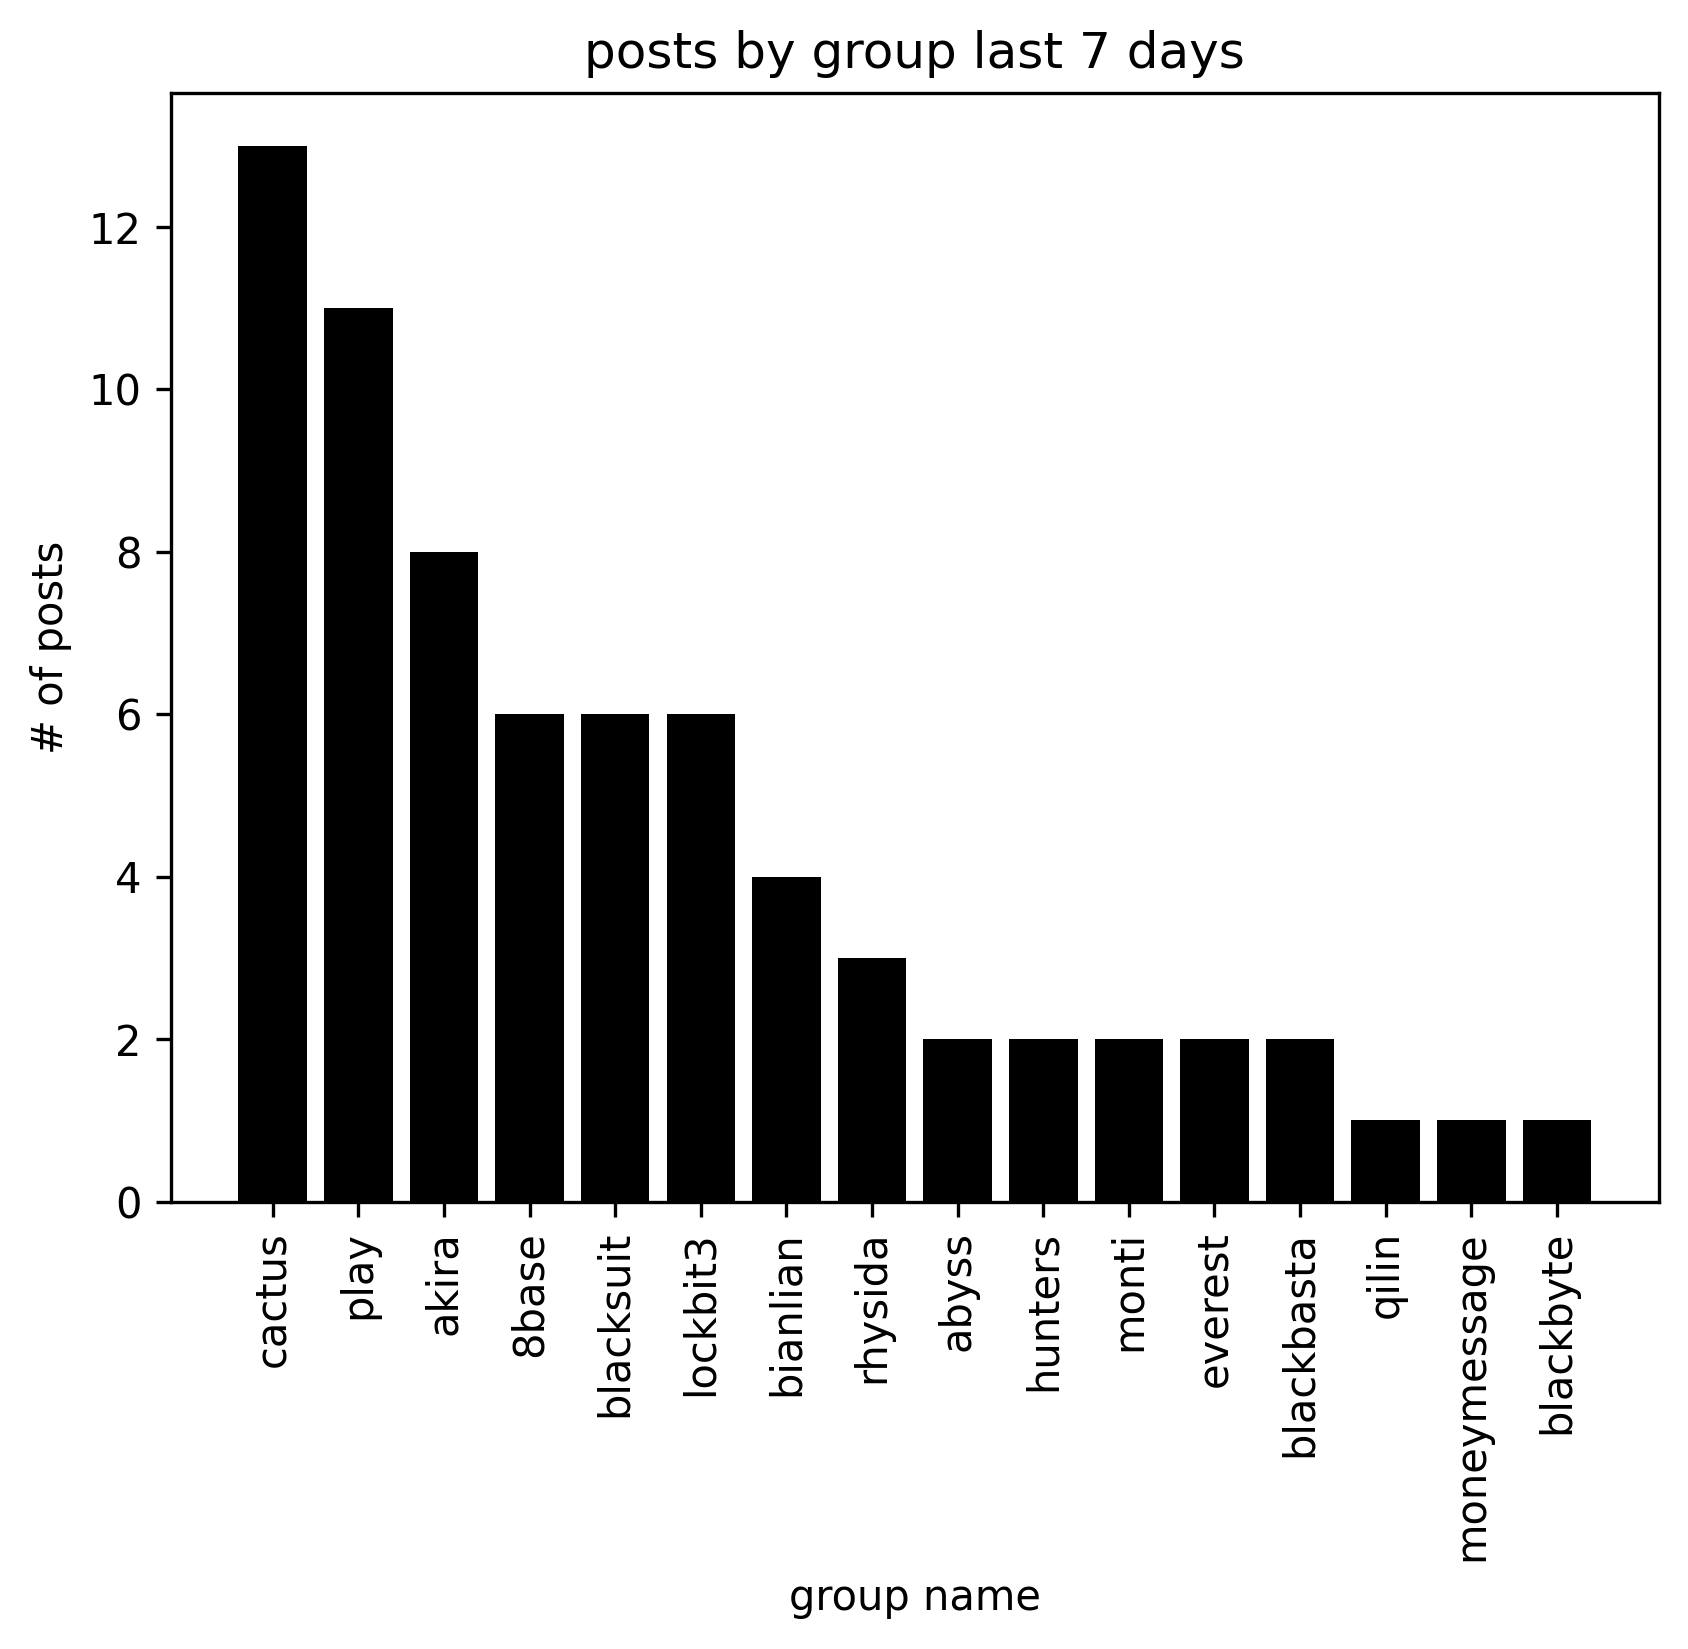 posts by group last 7 days
# of posts
12
10
8
6
4
2
0
cactus
play
akira
8base
blacksuit
lockbit3
bianlian
rhysida
abyss
hunters
monti
everest
blackbasta
qilin
moneymessage
blackbyte
group name